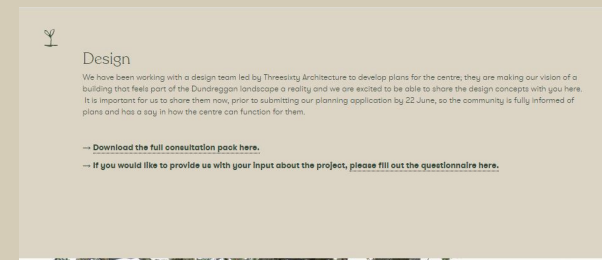 Design
We have been working with a design team led by Threesixty Architecture to develop plans for the centre; they are making our vision of a
building that feels part of the Dundreggan landscape a reality and we are excited to be able to share the design concepts with you here.
It is important for us to share them now, prior to submitting our planning application by 22 June, so the community is fully informed of
plans and has a say in how the centre can function for them.
→ Download the full consultation pack here.
→ If you would like to provide us with your input about the project, please fill out the questionnaire here.